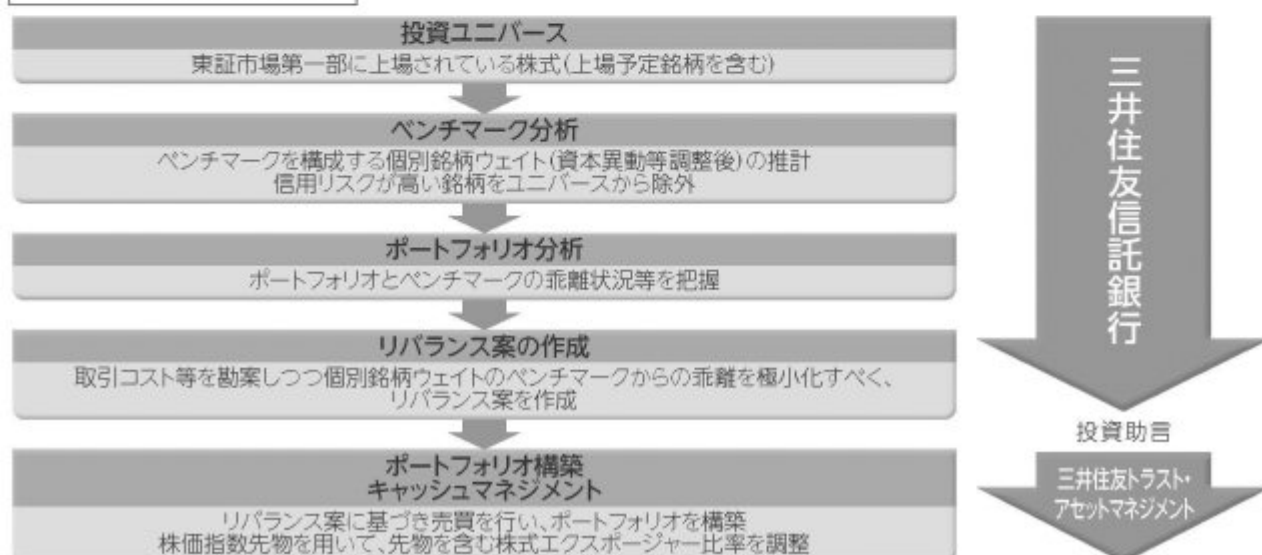 投資ユニバース
東証市場第一部に上場されている株式(上場予定銘柄を含む)
ベンチマーク分析
ベンチマークを構成する個別銘柄ウェイト(資本異動等調整後)の推計
信用リスクが高い銘柄をユニバースから除外
ポートフォリオ分析
ポートフォリオとベンチマークの乖離状況等を把握
リバランス案の作成
取引コスト等を勘案しつつ個別銘柄ウェイトのベンチマークからの乖離を極小化すべく、
リバランス案を作成
ポートフォリオ構築
キャッシュマネジメント
リバランス案に基づき売買を行い、ポートフォリオを構築
株価指数先物を用いて、先物を含む株式エクスポージャー比率を調整
三井住友信託銀行
投資助言
三井住友トラスト・
アセットマネジメント